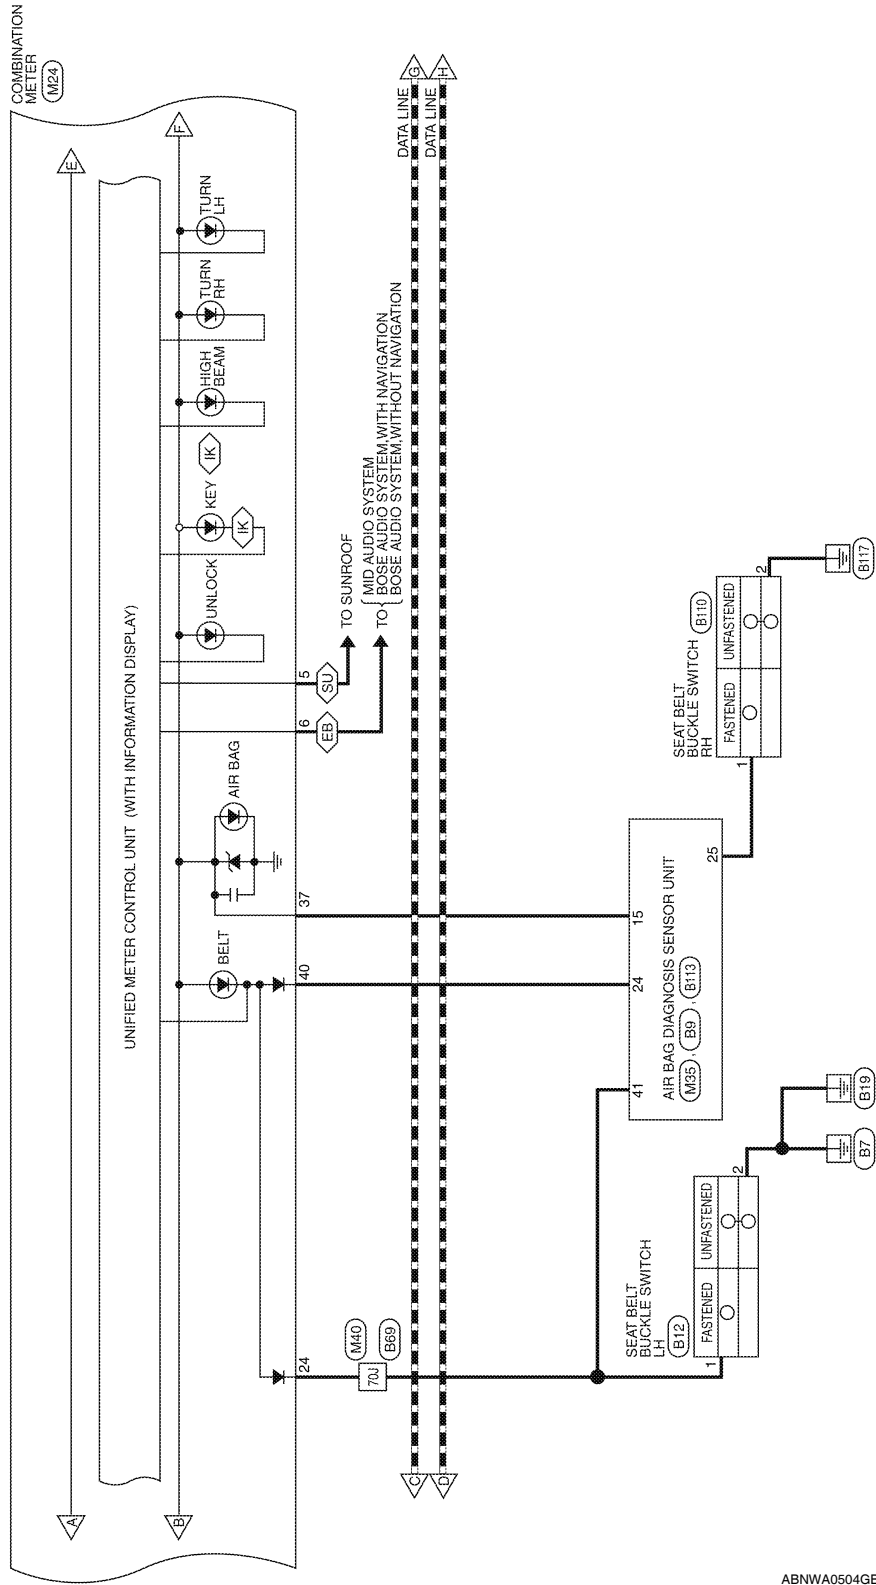 COMBINATION
METER
M24
E
F
UNIFIED METER CONTROL UNIT (WITH INFORMATION DISPLAY)
A
B
BELT
AIR BAG
UNLOCK
KEY
IK
IK
HIGH
BEAM
TURN
RH
TURN
LH
24
40
37
6
5
EB
SU
TO SUNROOF
TO
MID AUDIO SYSTEM
BOSE AUDIO SYSTEM,WITH NAVIGATION
BOSE AUDIO SYSTEM,WITHOUT NAVIGATION
M40
70J
B69
DATA LINE
G
DATA LINE
H
C
D
41
24
15
25
AIR BAG DIAGNOSIS SENSOR UNIT
M35 , B9 , B113
SEAT BELT
BUCKLE SWITCH
LH
B12
1
FASTENED
UNFASTENED
2
B7
B19
SEAT BELT
BUCKLE SWITCH
RH
B110
1
FASTENED
UNFASTENED
2
B117
ABNWA0504GE